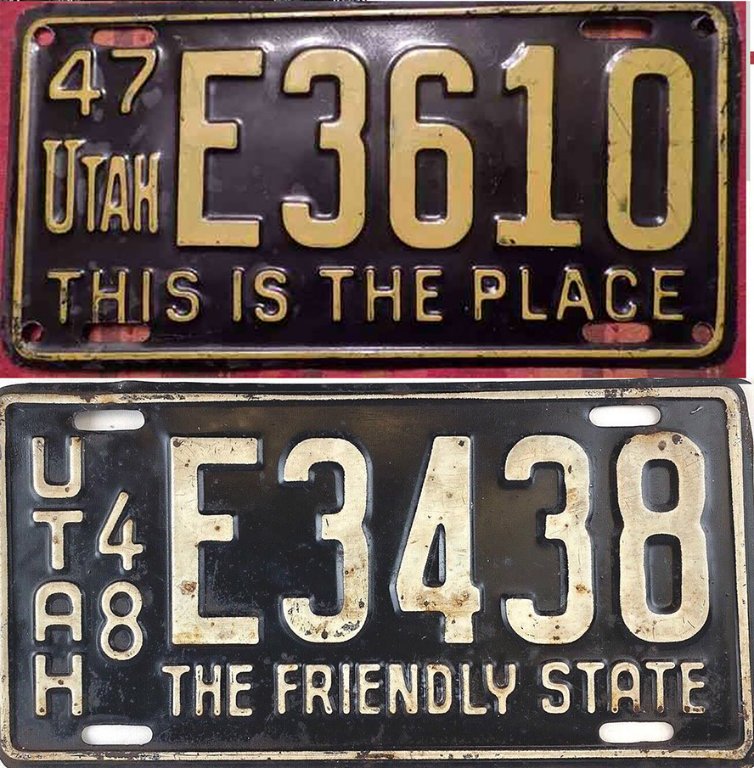 47 E3610
UTAH
THIS IS THE PLACE
UTAH 48 E3438
THE FRIENDLY STATE